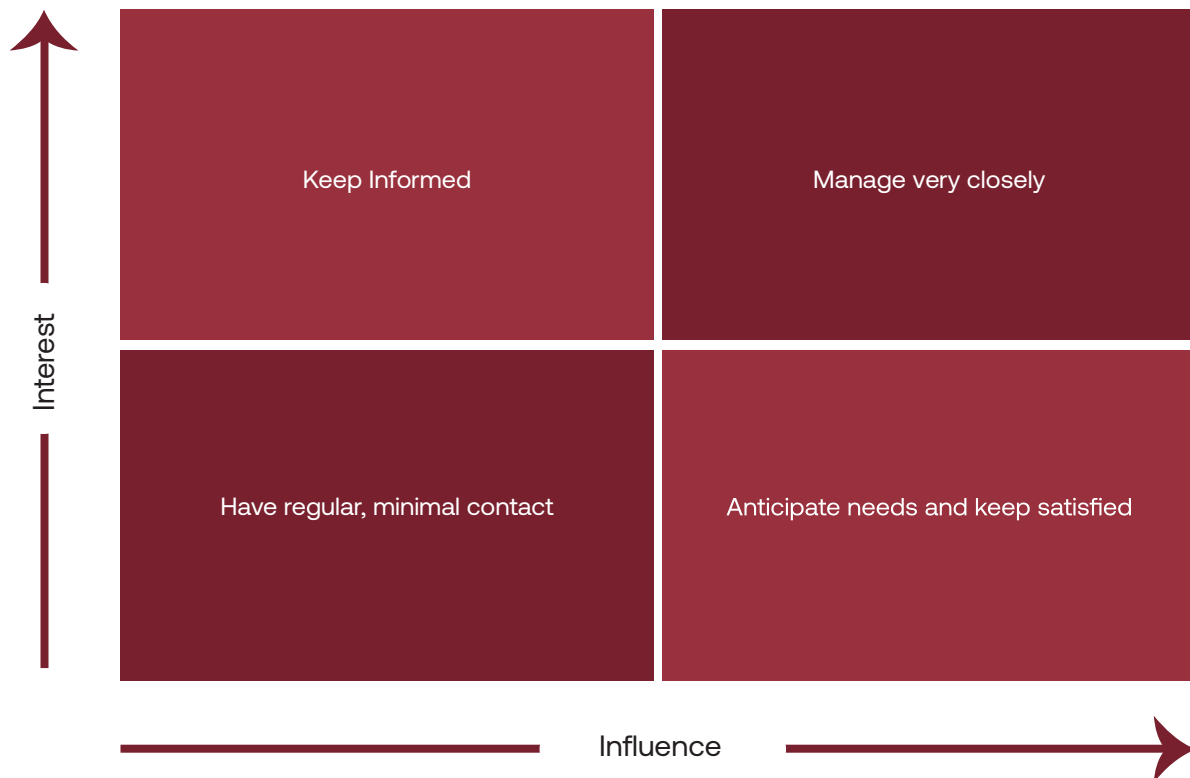 Keep Informed
Manage very closely
Interest
Have regular, minimal contact
Anticipate needs and keep satisfied
Influence